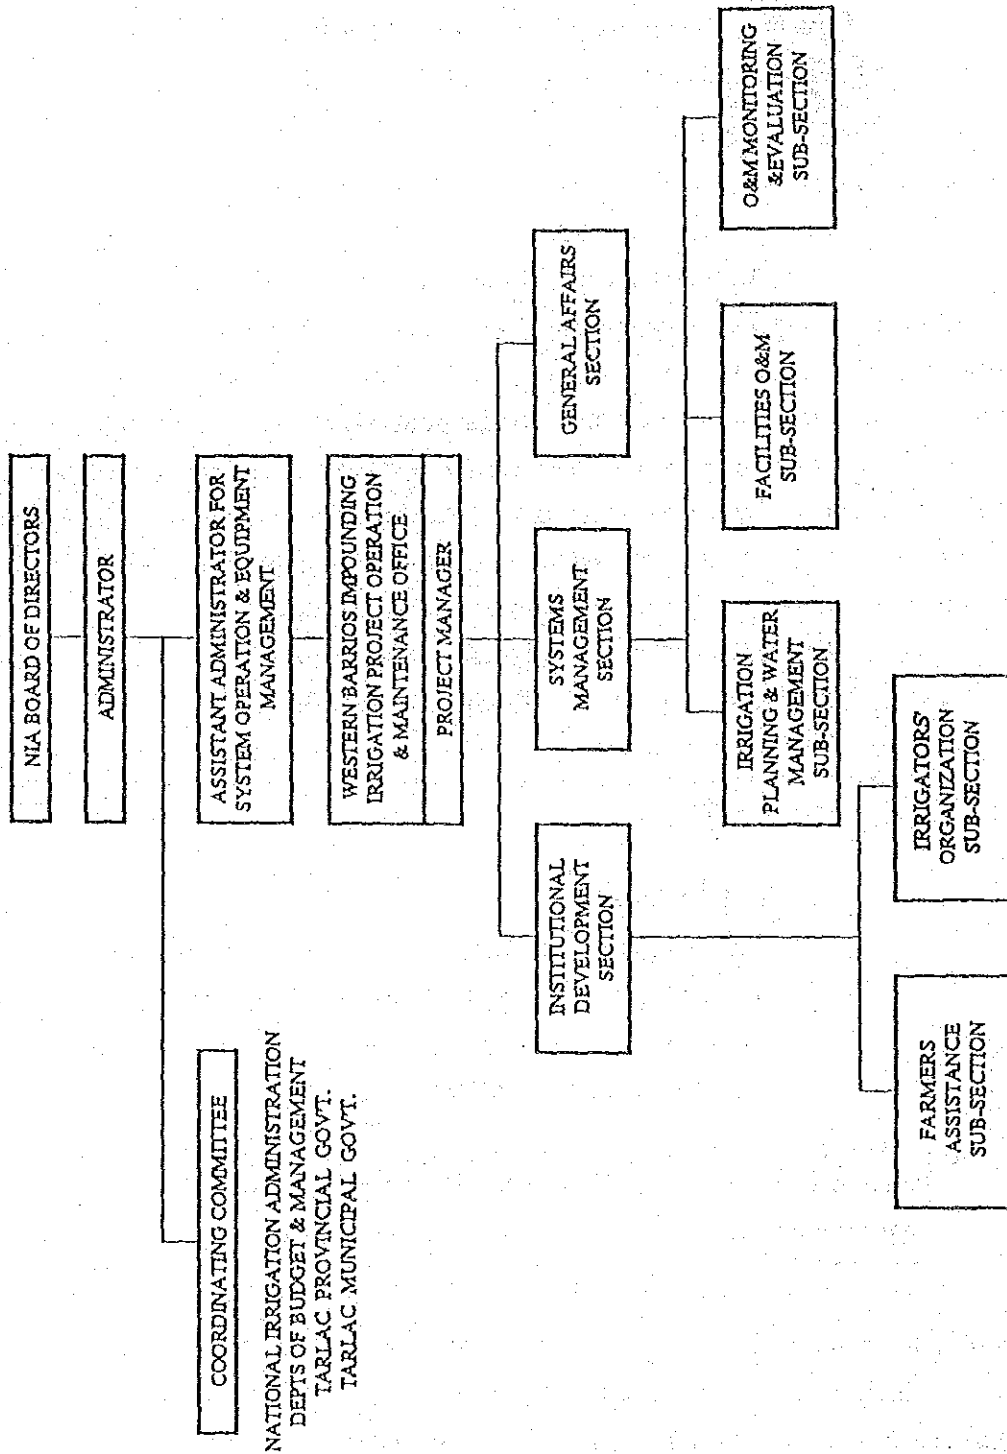 NIA BOARD OF DIRECTORS
ADMINISTRATOR
COORDINATING COMMITTEE
NATIONAL IRRIGATION ADMINISTRATION
DEPTS OF BUDGET & MANAGEMENT
TARLAC PROVINCIAL GOVT.
TARLAC MUNICIPAL GOVT.
ASSISTANT ADMINISTRATOR FOR
SYSTEM OPERATION & EQUIPMENT
MANAGEMENT
WESTERN BARRIOS IMPOUNDING
IRRIGATION PROJECT OPERATION
& MAINTENANCE OFFICE
PROJECT MANAGER
INSTITUTIONAL
DEVELOPMENT
SECTION
SYSTEMS
MANAGEMENT
SECTION
GENERAL AFFAIRS
SECTION
IRRIGATION
PLANNING & WATER
MANAGEMENT
SUB-SECTION
FACILITIES O&M
SUB-SECTION
O&M MONITORING
&EVALUATION
SUB-SECTION
FARMERS
ASSISTANCE
SUB-SECTION
IRRIGATORS'
ORGANIZATION
SUB-SECTION